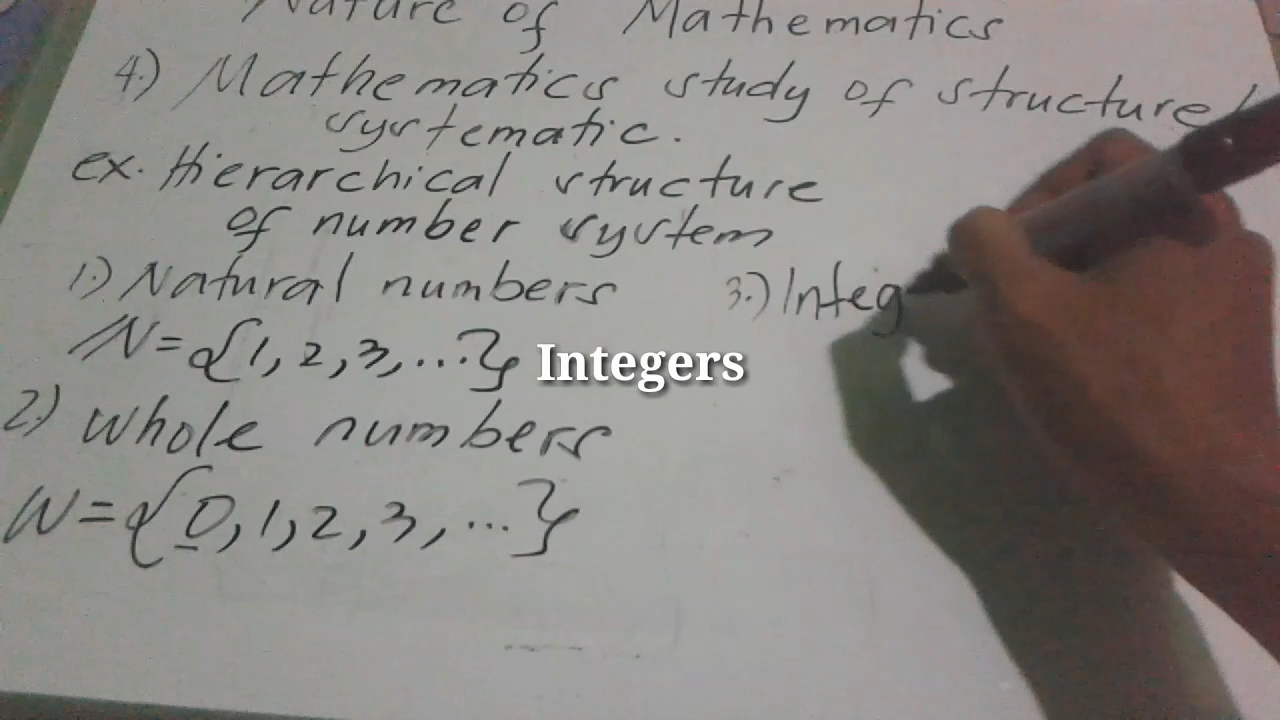 Nature of Mathematics
4.) Mathematics study of structure/
systematic.
ex. Hierarchical structure
of number system
1.) Natural numbers
N={1,2,3,...}
2.) Whole numbers
W={0,1,2,3,...}
3.) Integ
Integers